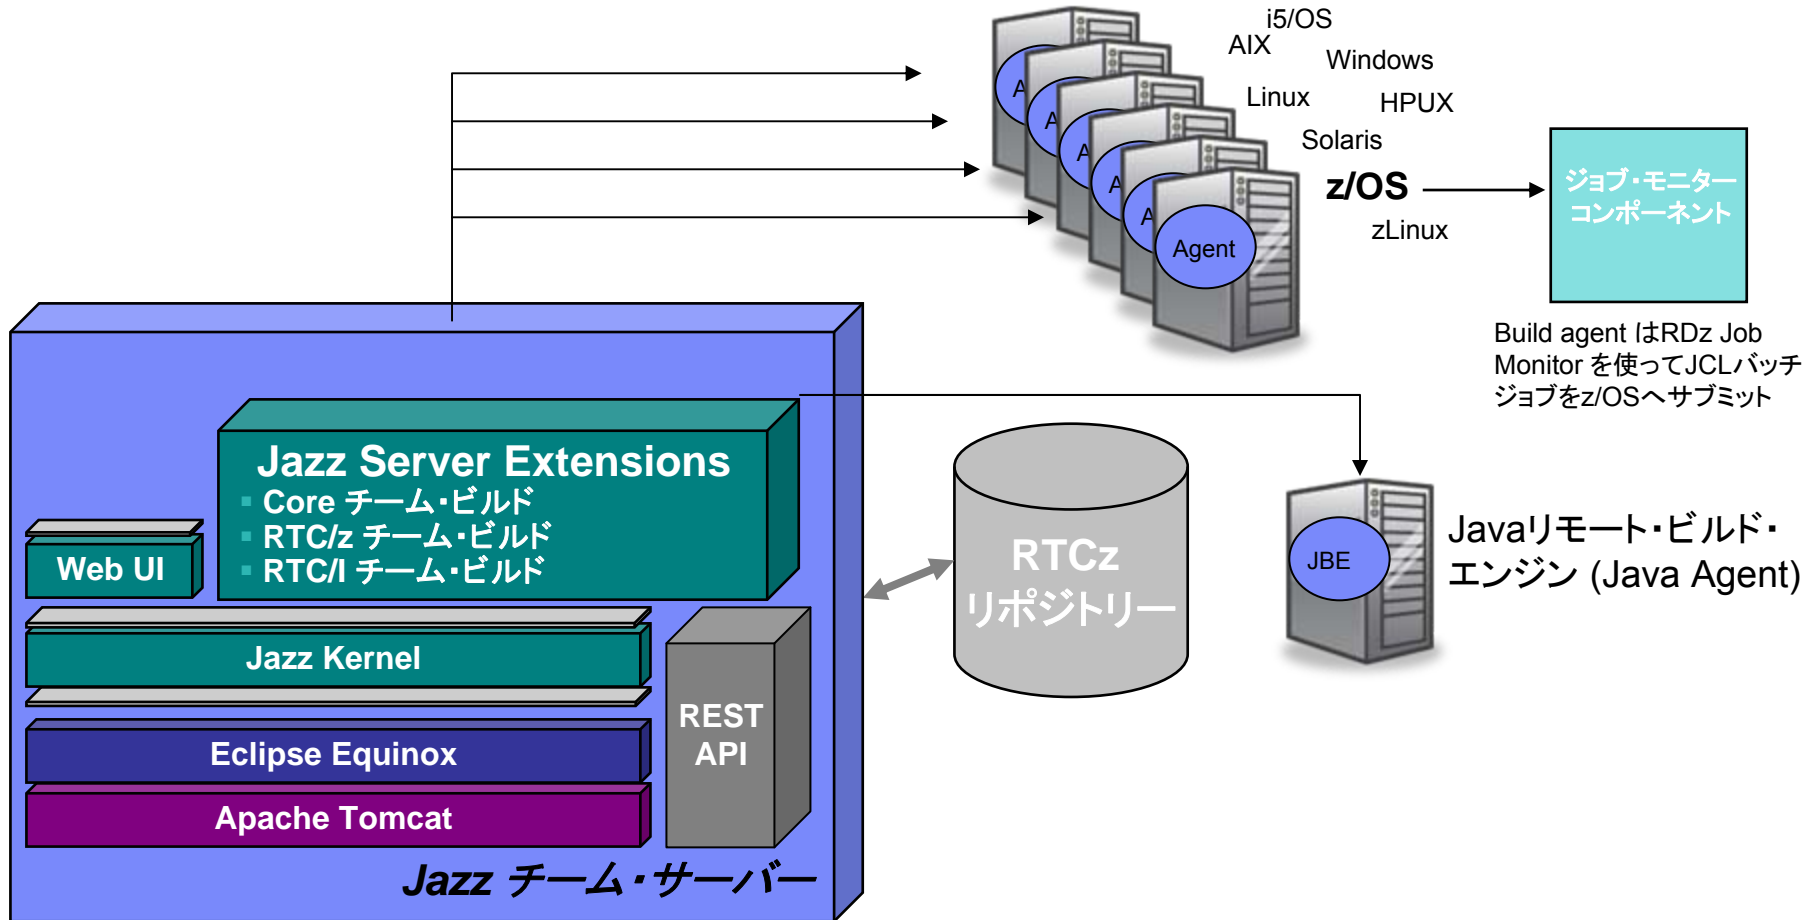 i5/OS
AIX
Windows
Linux
HPUX
Solaris
z/OS
zLinux
A
A
A
A
A
Agent
ジョブ・モニター
コンポーネント
Build agent はRDz Job
Monitor を使ってJCLバッチ
ジョブをz/OSへサブミット
Jazz Server Extensions
▪ Core チーム・ビルド
▪ RTC/z チーム・ビルド
▪ RTC/I チーム・ビルド
Web UI
Jazz Kernel
Eclipse Equinox
Apache Tomcat
REST
API
Jazz チーム・サーバー
RTCz
リポジトリー
JBE
Javaリモート・ビルド・
エンジン (Java Agent)